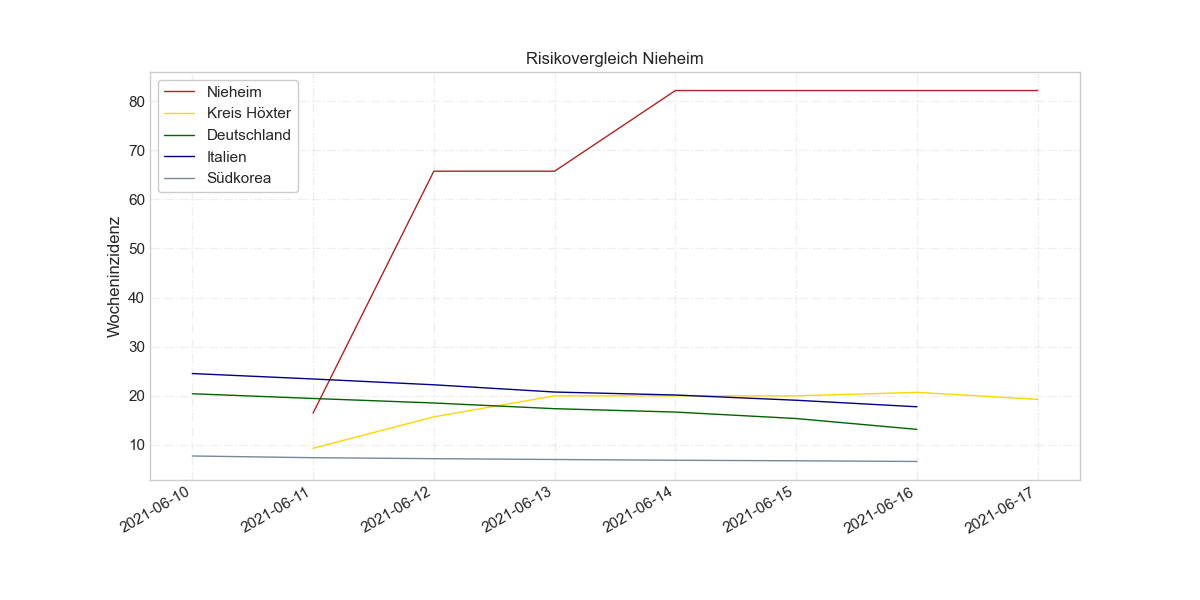 Risikovergleich Nieheim
Nieheim
Kreis Höxter
Deutschland
Italien
Südkorea
Wocheninzidenz
80
70
60
50
40
30
20
10
2021-06-10
2021-06-11
2021-06-12
2021-06-13
2021-06-14
2021-06-15
2021-06-16
2021-06-17